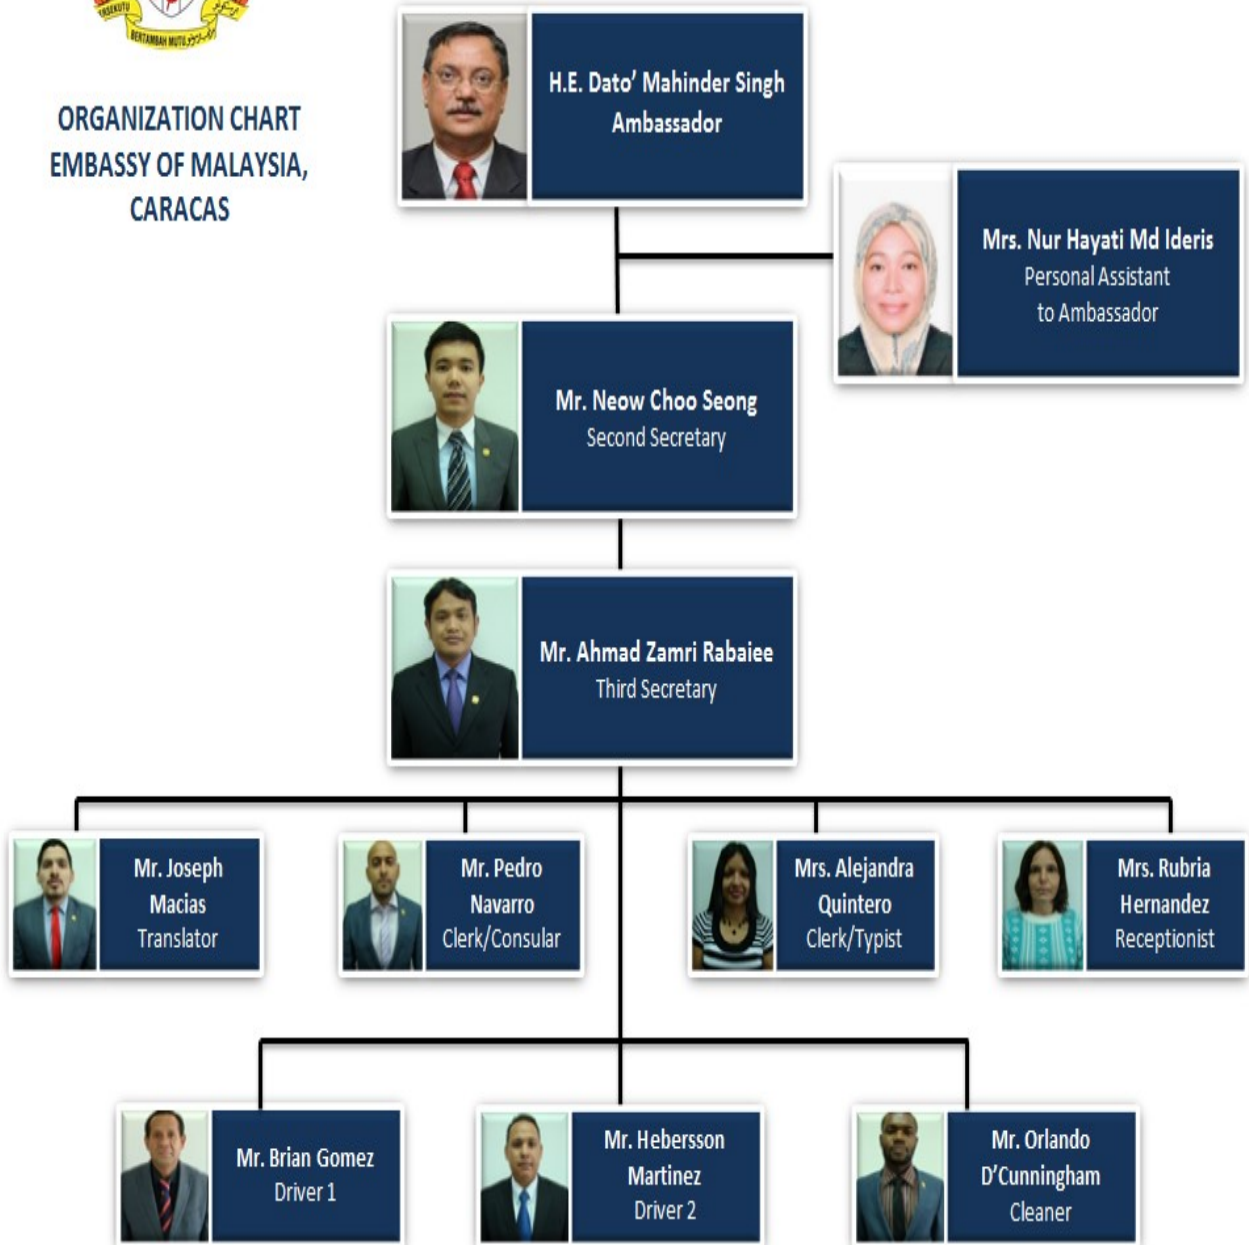 BERTAMBAH MUTU
ORGANIZATION CHART
EMBASSY OF MALAYSIA,
CARACAS
H.E. Dato’ Mahinder Singh
Ambassador
Mrs. Nur Hayati Md Ideris
Personal Assistant
to Ambassador
Mr. Neow Choo Seong
Second Secretary
Mr. Ahmad Zamri Rabaiee
Third Secretary
Mr. Joseph
Macias
Translator
Mr. Pedro
Navarro
Clerk/Consular
Mrs. Alejandra
Quintero
Clerk/Typist
Mrs. Rubria
Hernandez
Receptionist
Mr. Brian Gomez
Driver 1
Mr. Hebersson
Martinez
Driver 2
Mr. Orlando
D’Cunningham
Cleaner